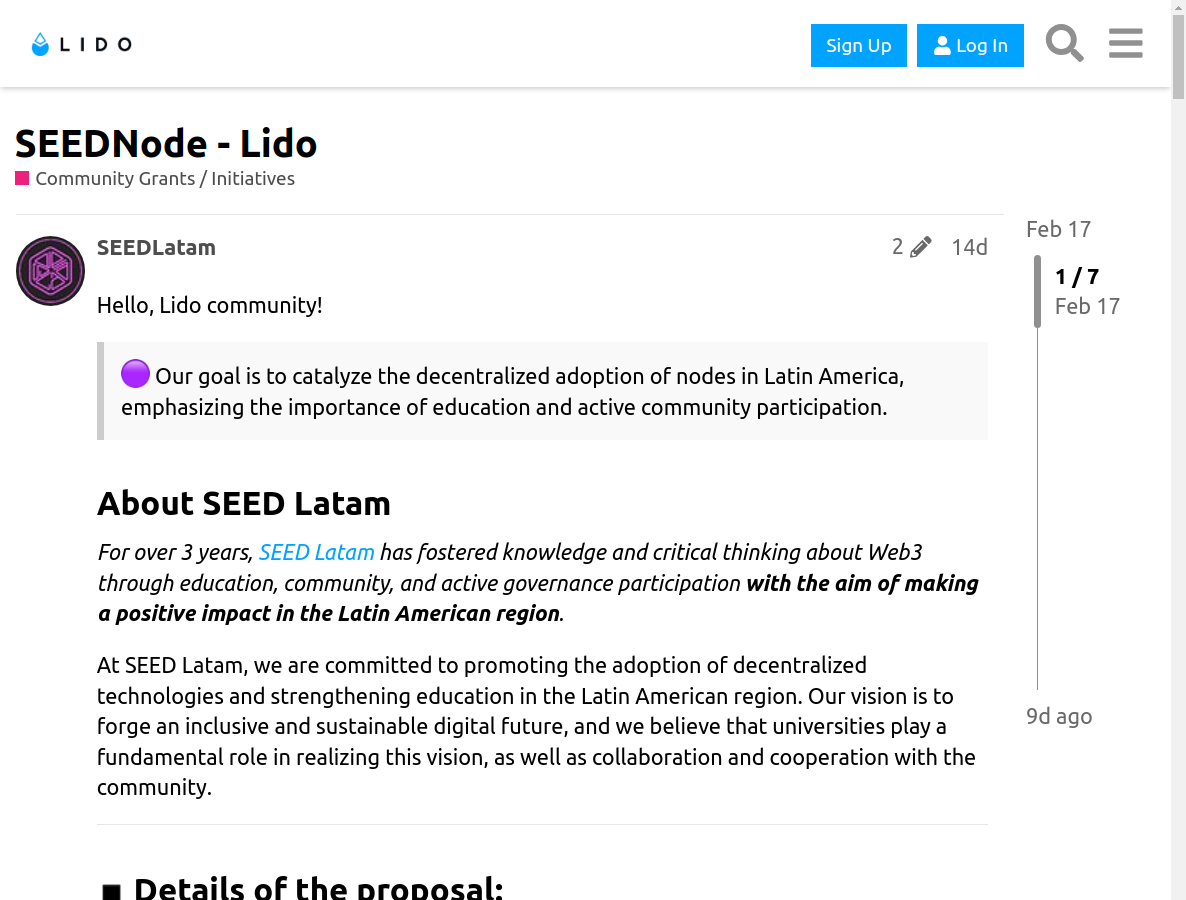 LIDO
Sign Up
Log In
SEEDNode - Lido
Community Grants / Initiatives
SEEDLatam
2
14d
Feb 17
1 / 7
Feb 17
Hello, Lido community!
Our goal is to catalyze the decentralized adoption of nodes in Latin America,
emphasizing the importance of education and active community participation.
About SEED Latam
For over 3 years, SEED Latam has fostered knowledge and critical thinking about Web3
through education, community, and active governance participation with the aim of making
a positive impact in the Latin American region.
At SEED Latam, we are committed to promoting the adoption of decentralized
technologies and strengthening education in the Latin American region. Our vision is to
forge an inclusive and sustainable digital future, and we believe that universities play a
fundamental role in realizing this vision, as well as collaboration and cooperation with the
community.
9d ago
Details of the proposal: